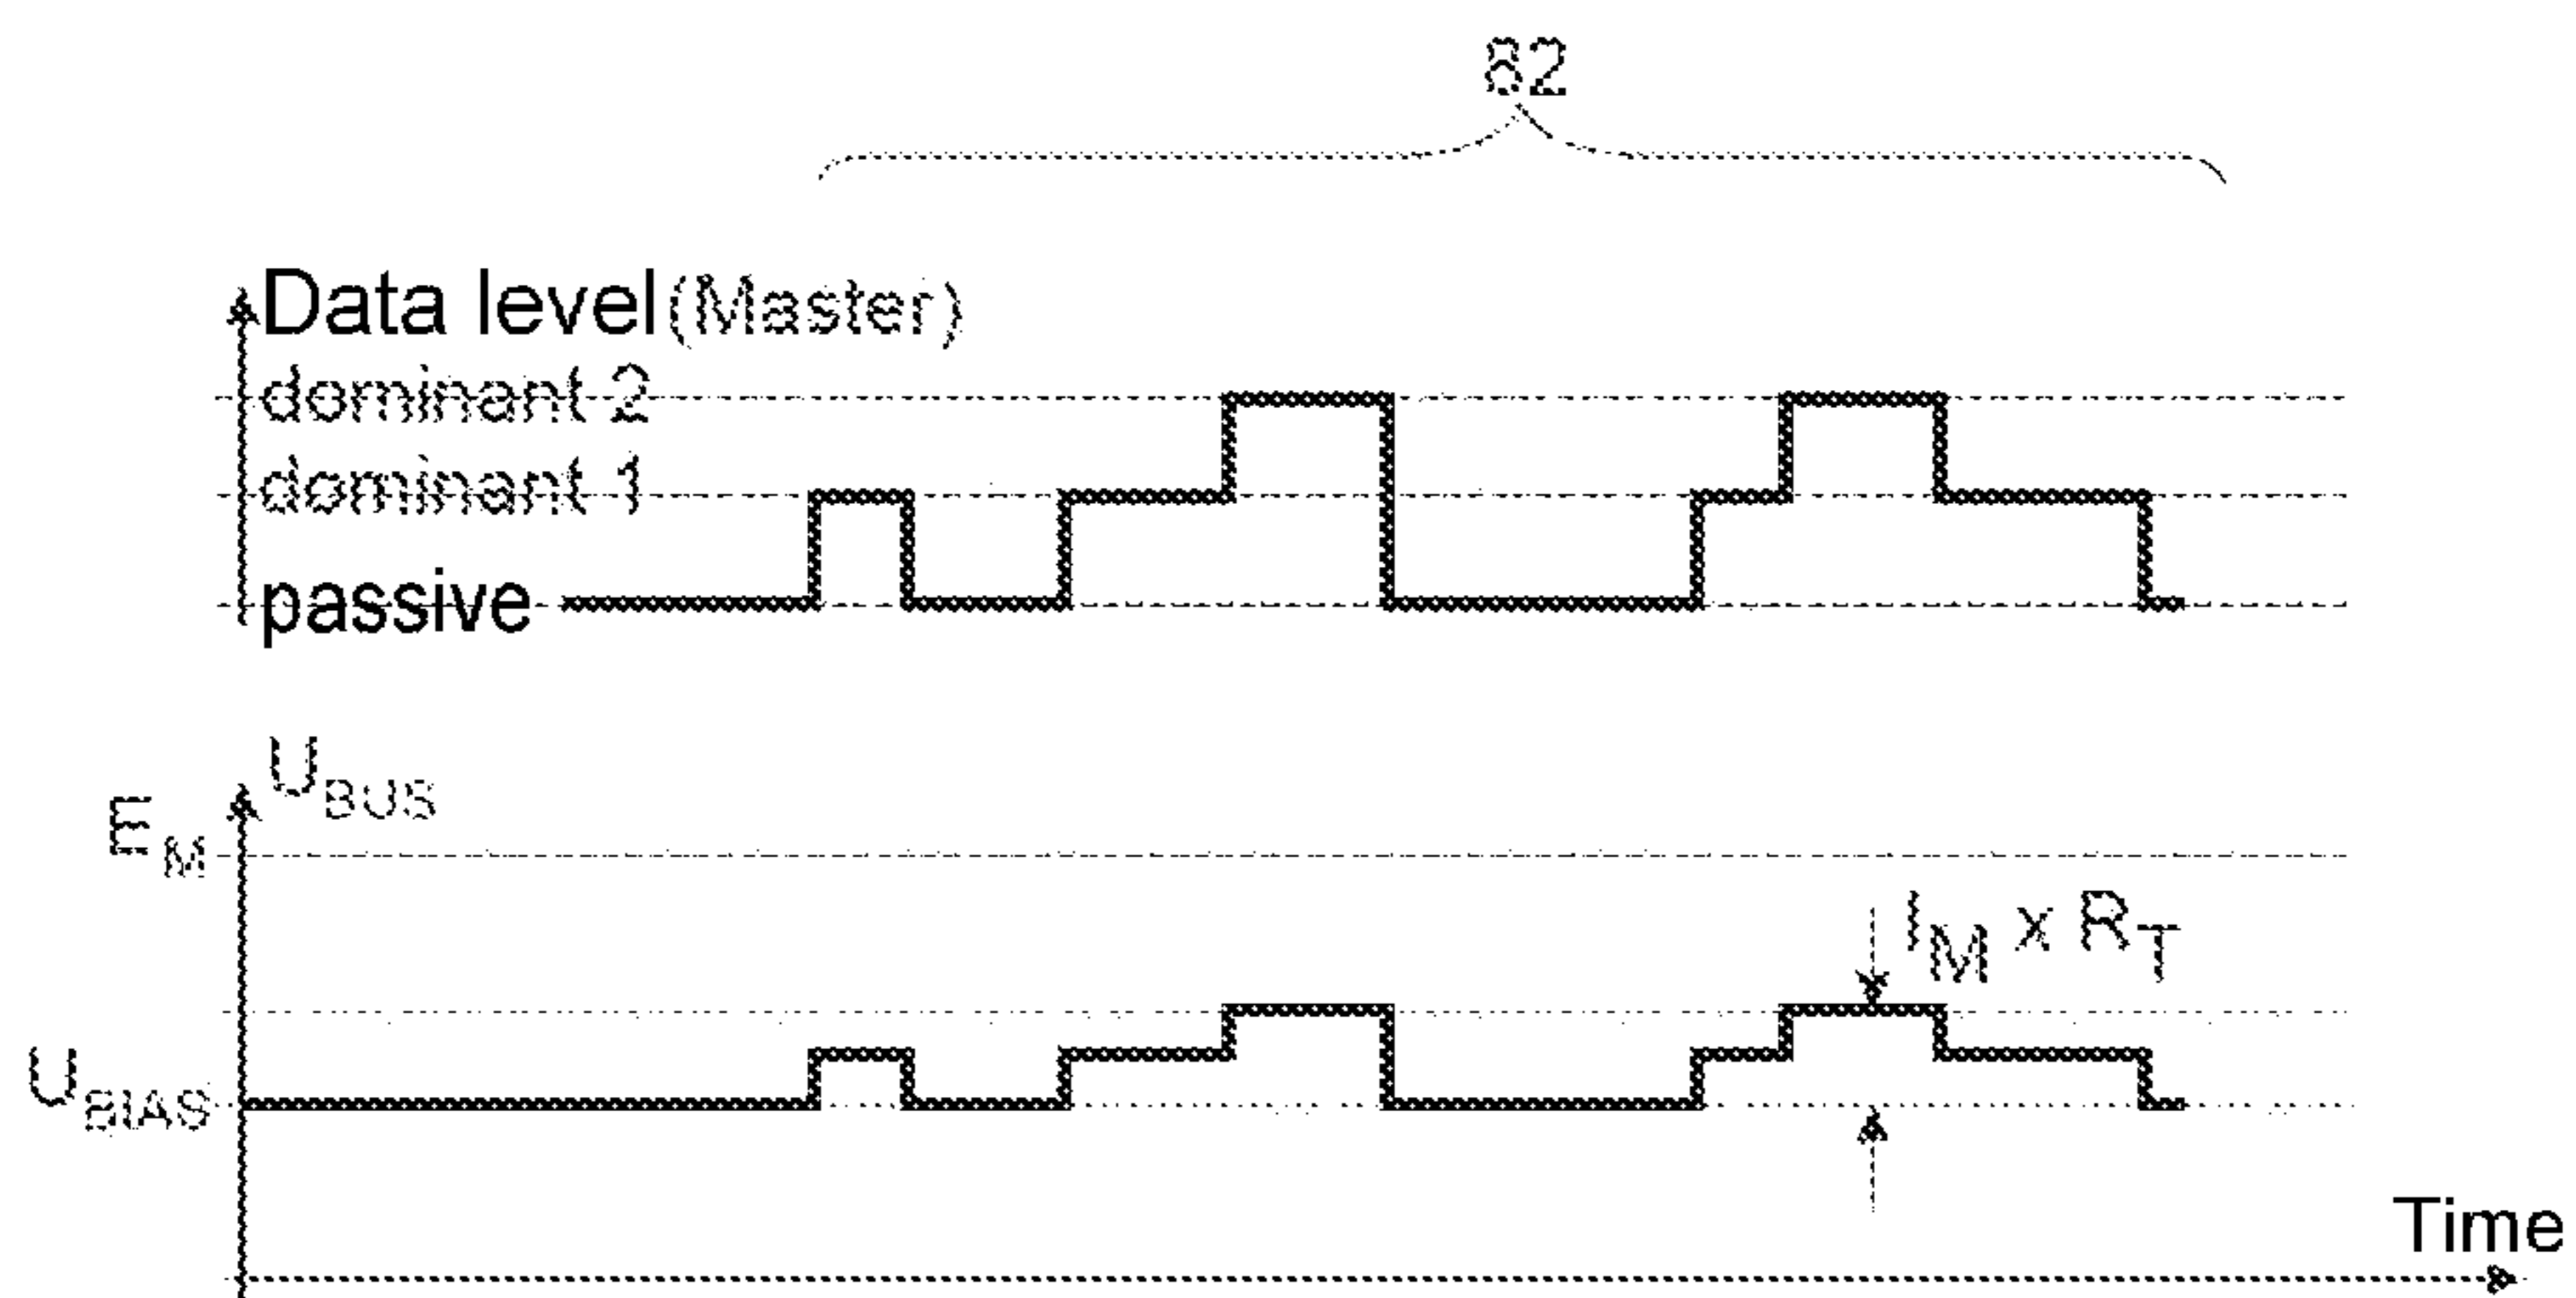 82
Data level (Master)
dominant 2
dominant 1
passive
U_BUS
E_M
I_M x R_T
U_BIAS
Time